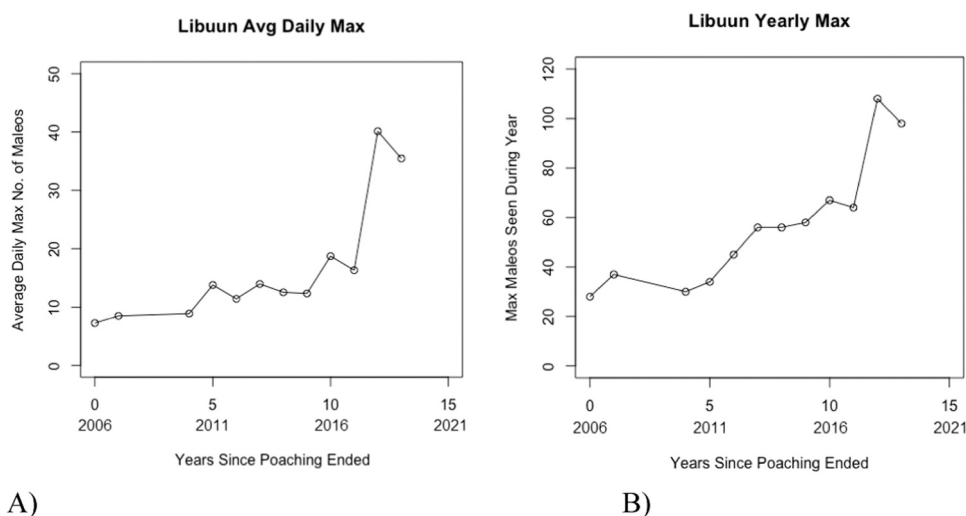 Libuun Avg Daily Max
Average Daily Max No. of Maleos
50
40
30
20
10
0
0 5 10 15
2006 2011 2016 2021
Years Since Poaching Ended
A)
Libuun Yearly Max
Max Maleos Seen During Year
120
100
80
60
40
20
0
0 5 10 15
2006 2011 2016 2021
Years Since Poaching Ended
B)